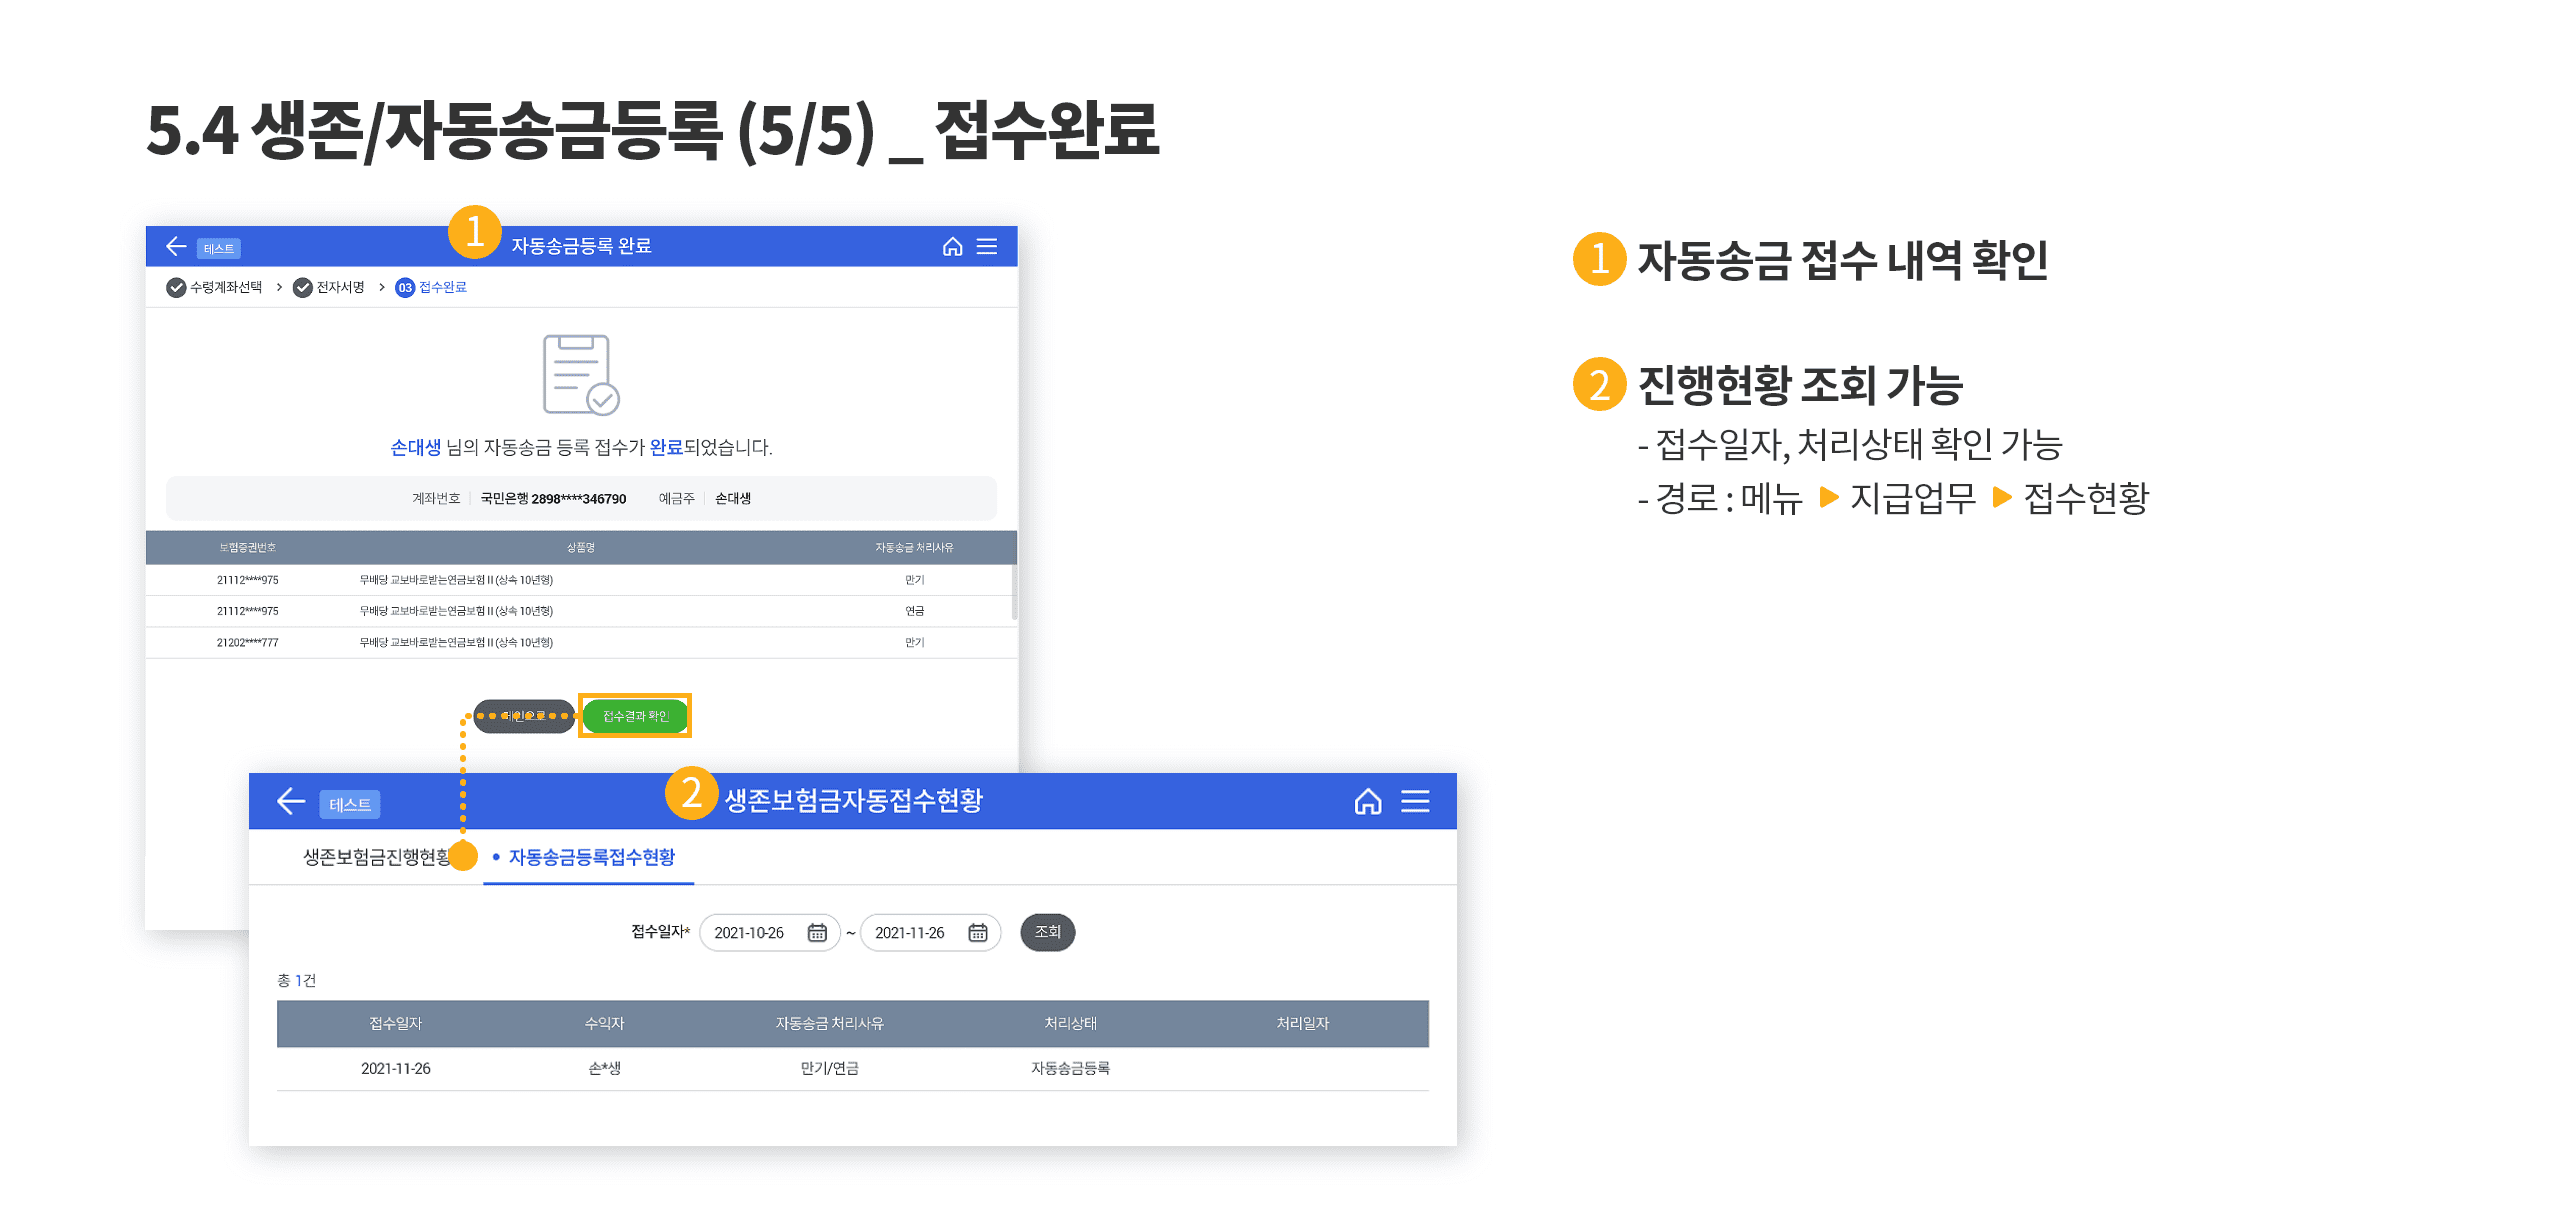 5.4 생존/자동송금등록 (5/5) _ 접수완료
1
테스트
자동송금등록 완료
수령계좌선택 > 전자서명 > 03 접수완료
손대생 님의 자동송금 등록 접수가 완료되었습니다.
계좌번호 | 국민은행 2898****346790 예금주 | 손대생
보험증권번호 상품명 자동송금 처리사유
21112****975 무배당 교보바로받는연금보험 II (상속 10년형) 만기
21112****975 무배당 교보바로받는연금보험 II (상속 10년형) 연금
21202****777 무배당 교보바로받는연금보험 II (상속 10년형) 만기
접수결과 확인
테스트
2
생존보험금자동접수현황
생존보험금진행현황
• 자동송금등록접수현황
접수일자* 2021-10-26 ~ 2021-11-26 조회
총 1건
접수일자 수익자 자동송금 처리사유 처리상태 처리일자
2021-11-26 손*생 만기/연금 자동송금등록
1 자동송금 접수 내역 확인
2 진행현황 조회 가능
- 접수일자, 처리상태 확인 가능
- 경로 : 메뉴 ▶ 지급업무 ▶ 접수현황